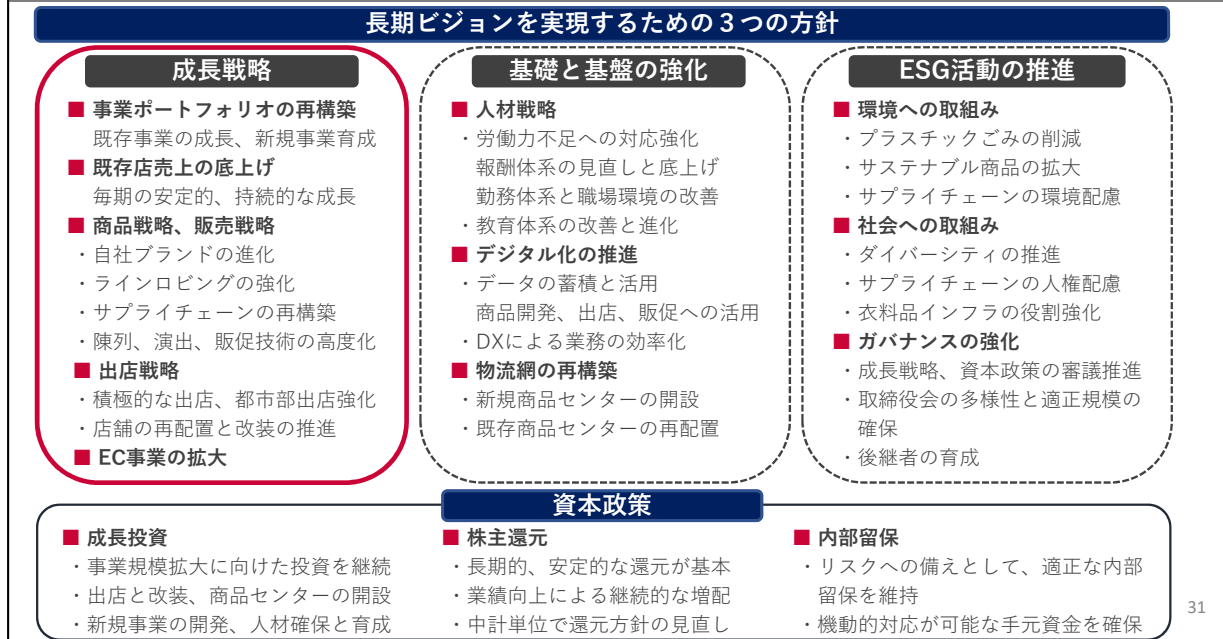 長期ビジョンを実現するための３つの方針
成長戦略
■ 事業ポートフォリオの再構築
既存事業の成長、新規事業育成
■ 既存店売上の底上げ
毎期の安定的、持続的な成長
■ 商品戦略、販売戦略
・自社ブランドの進化
・ラインロビングの強化
・サプライチェーンの再構築
・陳列、演出、販促技術の高度化
■ 出店戦略
・積極的な出店、都市部出店強化
・店舗の再配置と改装の推進
■ EC事業の拡大
基礎と基盤の強化
■ 人材戦略
・労働力不足への対応強化
報酬体系の見直しと底上げ
勤務体系と職場環境の改善
・教育体系の改善と進化
■ デジタル化の推進
・データの蓄積と活用
商品開発、出店、販促への活用
・DXによる業務の効率化
■ 物流網の再構築
・新規商品センターの開設
・既存商品センターの再配置
ESG活動の推進
■ 環境への取組み
・プラスチックごみの削減
・サステナブル商品の拡大
・サプライチェーンの環境配慮
■ 社会への取組み
・ダイバーシティの推進
・サプライチェーンの人権配慮
・衣料品インフラの役割強化
■ ガバナンスの強化
・成長戦略、資本政策の審議推進
・取締役会の多様性と適正規模の
確保
・後継者の育成
資本政策
■ 成長投資
・事業規模拡大に向けた投資を継続
・出店と改装、商品センターの開設
・新規事業の開発、人材確保と育成
■ 株主還元
・長期的、安定的な還元が基本
・業績向上による継続的な増配
・中計単位で還元方針の見直し
■ 内部留保
・リスクへの備えとして、適正な内部
留保を維持
・機動的対応が可能な手元資金を確保
31